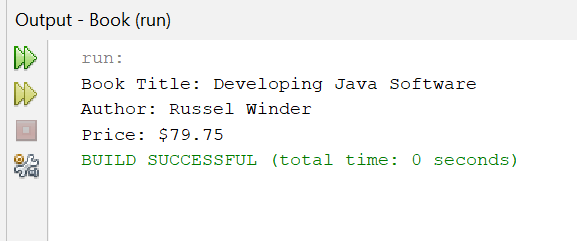 Output - Book (run)
run:
Book Title: Developing Java Software
Author: Russel Winder
Price: $79.75
BUILD SUCCESSFUL (total time: 0 seconds)